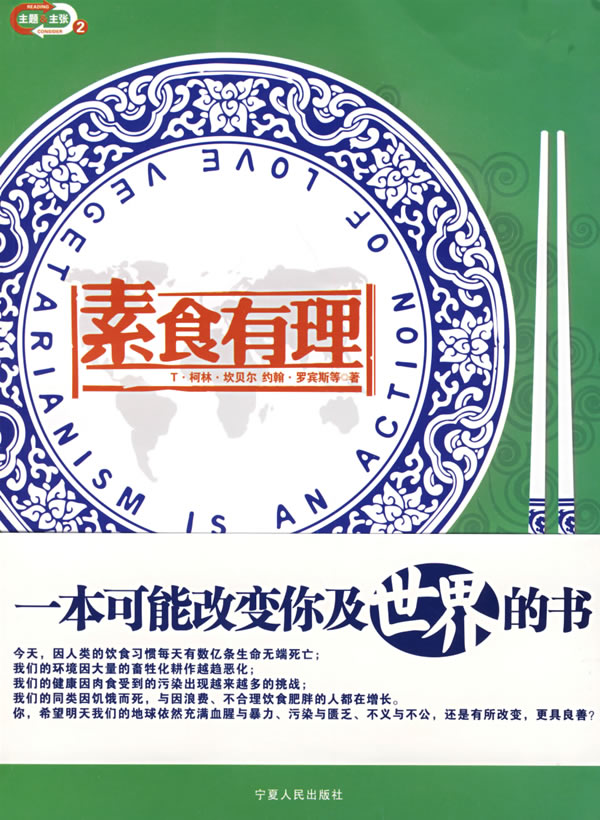 READING
主题 & 主张
CONSIDER
2
VEGETARIANISM IS AN ACTION OF LOVE
素食有理
T·柯林·坎贝尔 约翰·罗宾斯等◎著
一本可能改变你及世界的书
今天，因人类的饮食习惯每天有数亿条生命无端死亡；
我们的环境因大量的畜牲化耕作越趋恶化；
我们的健康因肉食受到的污染出现越来越多的挑战；
我们的同类因饥饿而死，与因浪费、不合理饮食肥胖的人都在增长。
你，希望明天我们的地球依然充满血腥与暴力、污染与匮乏、不义与不公，还是有所改变，更具良善？
宁夏人民出版社